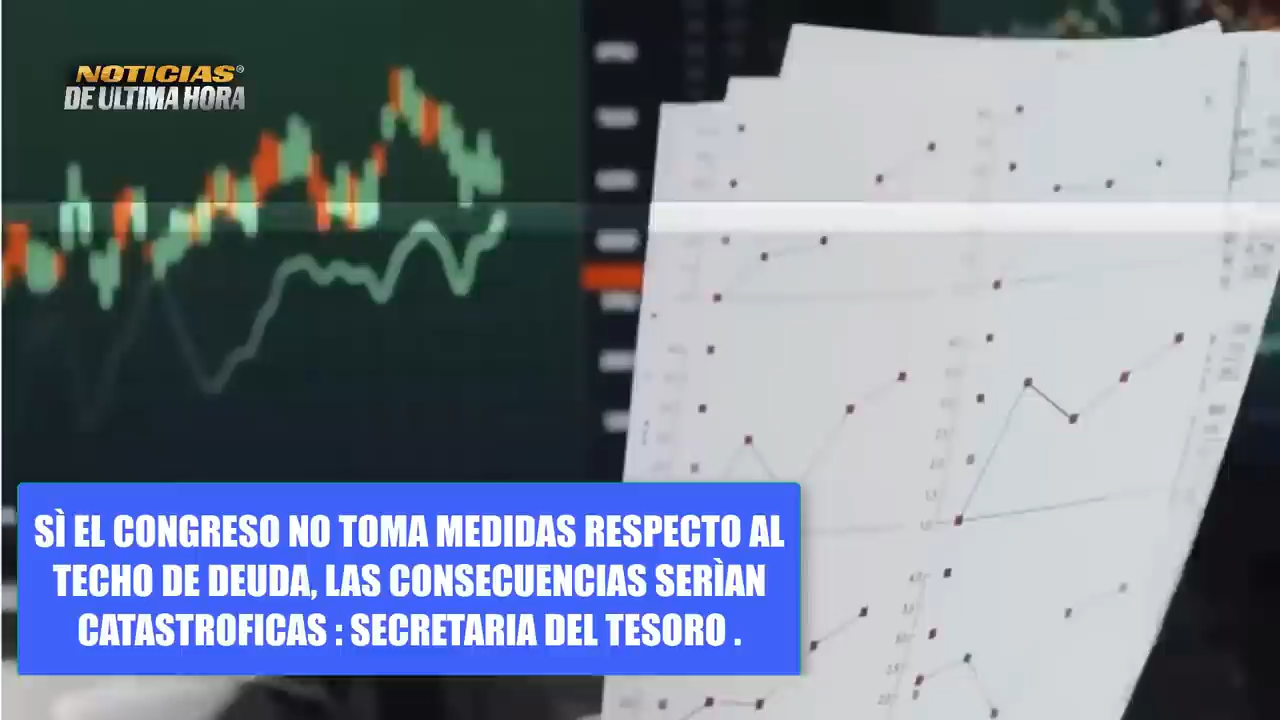 NOTICIAS®
DE ULTIMA HORA
SÌ EL CONGRESO NO TOMA MEDIDAS RESPECTO AL
TECHO DE DEUDA, LAS CONSECUENCIAS SERÌAN
CATASTROFICAS : SECRETARIA DEL TESORO .